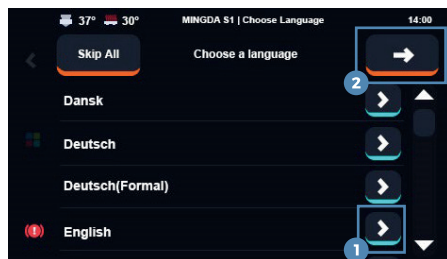 37° 30° MINGDA S1 | Choose Language 14:00
Skip All Choose a language
2
Dansk
Deutsch
Deutsch(Formal)
English
1